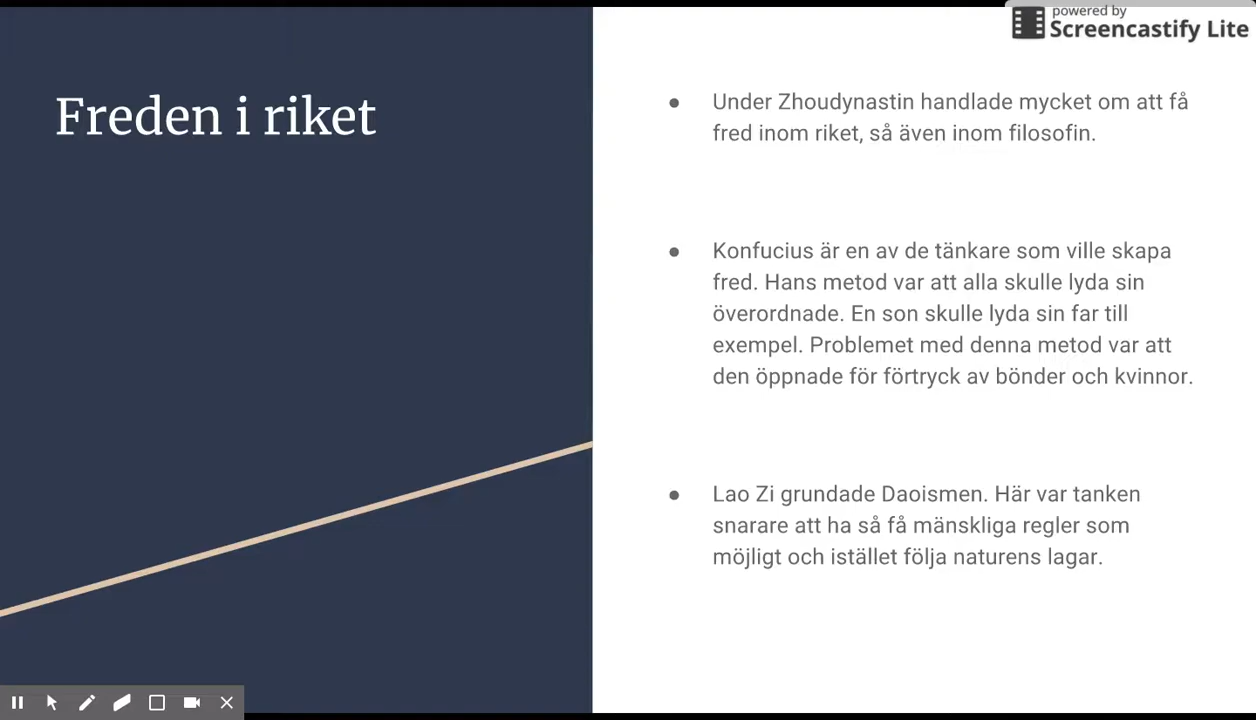 powered by
Screencastify Lite
Freden i riket
● Under Zhoudynastin handlade mycket om att få
fred inom riket, så även inom filosofin.
● Konfucius är en av de tänkare som ville skapa
fred. Hans metod var att alla skulle lyda sin
överordnade. En son skulle lyda sin far till
exempel. Problemet med denna metod var att
den öppnade för förtryck av bönder och kvinnor.
● Lao Zi grundade Daoismen. Här var tanken
snarare att ha så få mänskliga regler som
möjligt och istället följa naturens lagar.